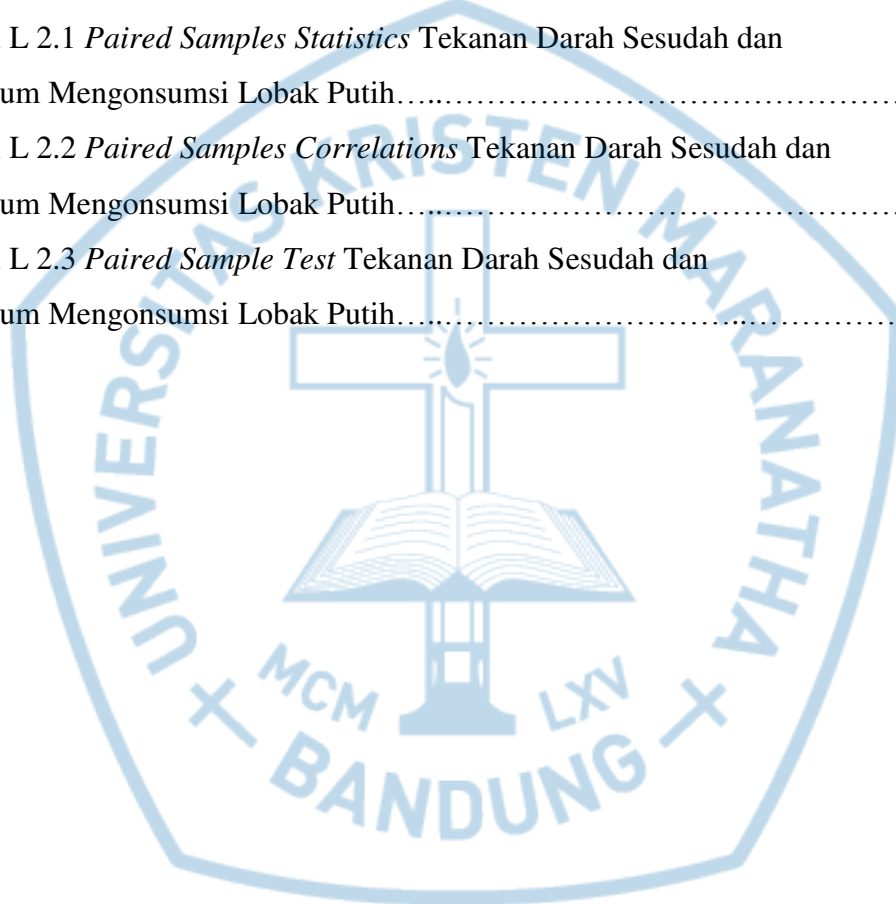 L 2.1 Paired Samples Statistics Tekanan Darah Sesudah dan
um Mengonsumsi Lobak Putih…..……………………………………
L 2.2 Paired Samples Correlations Tekanan Darah Sesudah dan
um Mengonsumsi Lobak Putih…..……………………………………
L 2.3 Paired Sample Test Tekanan Darah Sesudah dan
um Mengonsumsi Lobak Putih…..………………………..……………
UNIVERSITAS KRISTEN MARANATHA
MCM LXV
BANDUNG